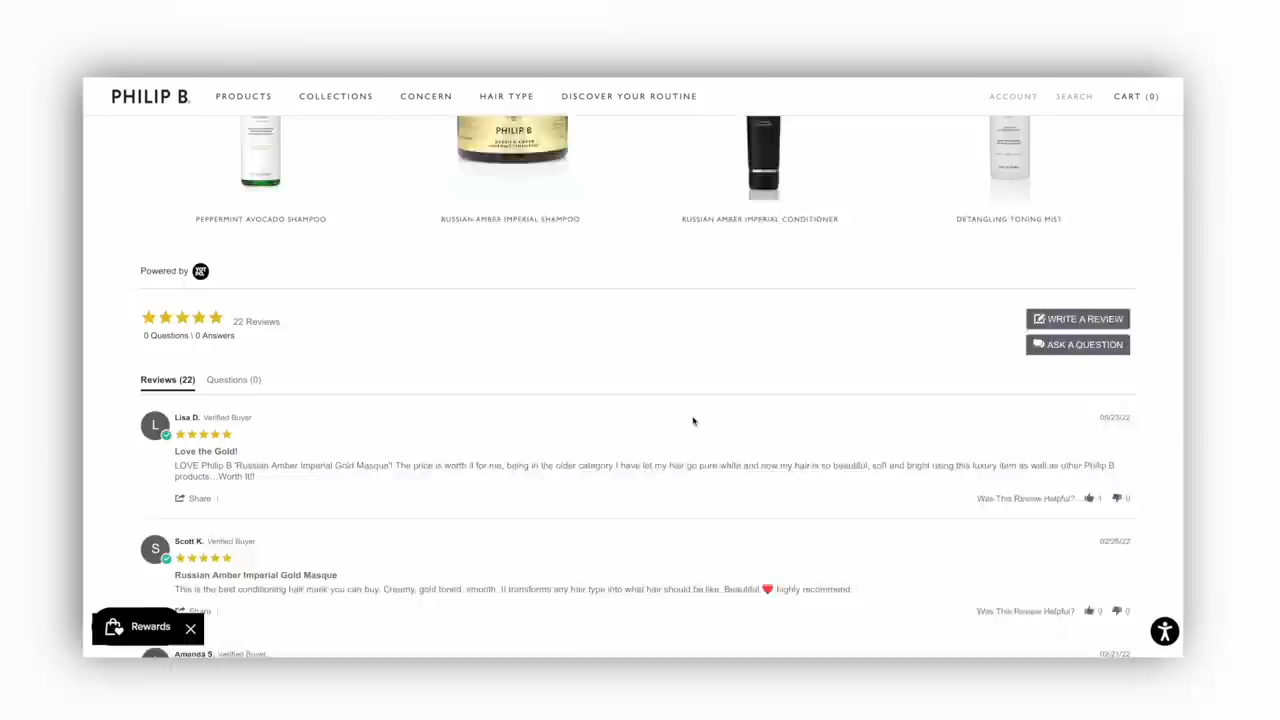 PHILIP B.
PRODUCTS COLLECTIONS CONCERN HAIR TYPE DISCOVER YOUR ROUTINE ACCOUNT SEARCH CART (0)
PHILIP B
PEPPERMINT AVOCADO SHAMPOO
RUSSIAN AMBER IMPERIAL SHAMPOO
RUSSIAN AMBER IMPERIAL CONDITIONER
DETANGLING TONING MIST
Powered by
22 Reviews
0 Questions \ 0 Answers
WRITE A REVIEW
ASK A QUESTION
Reviews (22) Questions (0)
L
Lisa D. Verified Buyer 06/23/22
Love the Gold!
LOVE Philip B 'Russian Amber Imperial Gold Masque'! The price is worth it for me, being in the older category I have let my hair go pure white and now my hair is so beautiful, soft and bright using this luxury item as well as other Philip B
products...Worth It!!
Share Was This Review Helpful? 1 0
S
Scott K. Verified Buyer 02/26/22
Russian Amber Imperial Gold Masque
This is the best conditioning hair mask you can buy. Creamy, gold toned, smooth. It transforms any hair type into what hair should be like. Beautiful ❤️ highly recommend.
Share Was This Review Helpful? 0 0
Rewards
Amanda S. Verified Buyer 02/21/22